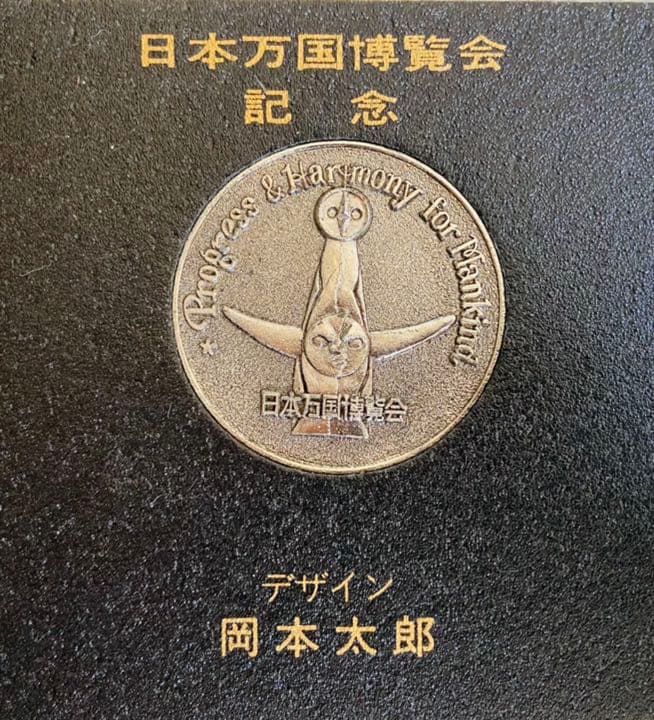 日本万国博覧会
記念
★ Progress & Harmony for Mankind
日本万国博覧会
デザイン
岡本太郎